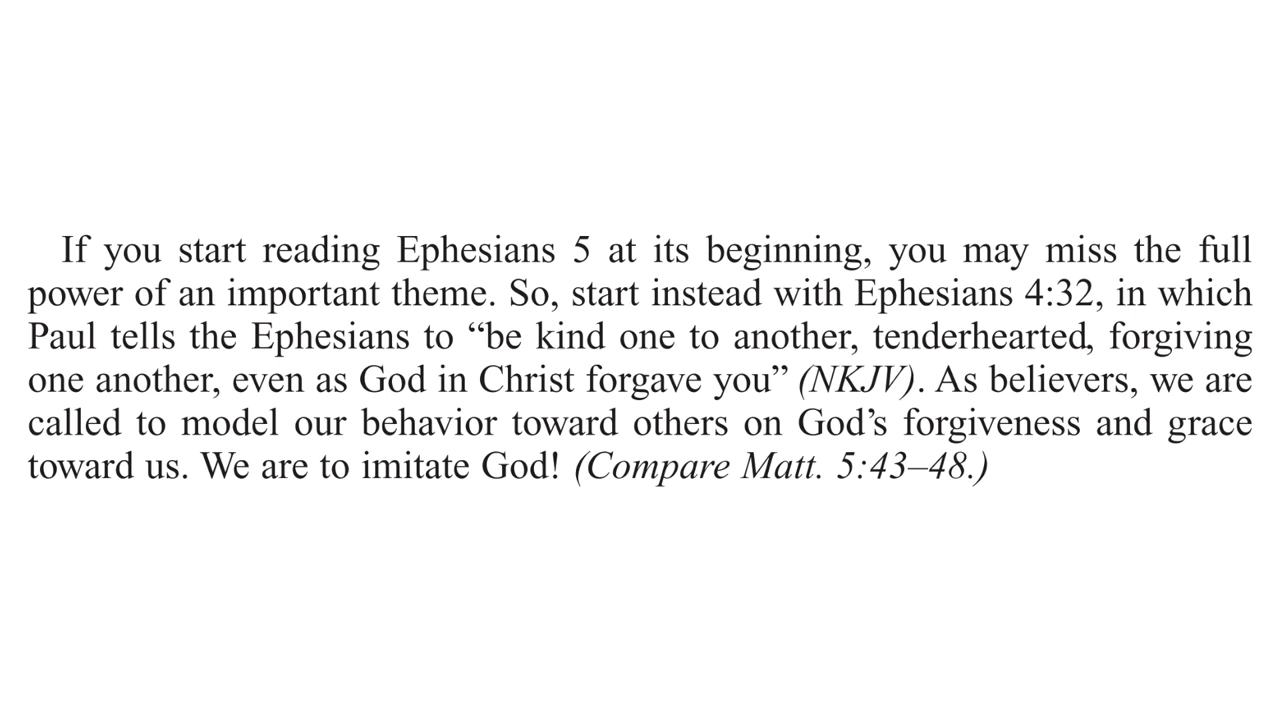 If you start reading Ephesians 5 at its beginning, you may miss the full
power of an important theme. So, start instead with Ephesians 4:32, in which
Paul tells the Ephesians to “be kind one to another, tenderhearted, forgiving
one another, even as God in Christ forgave you” (NKJV). As believers, we are
called to model our behavior toward others on God’s forgiveness and grace
toward us. We are to imitate God! (Compare Matt. 5:43–48.)